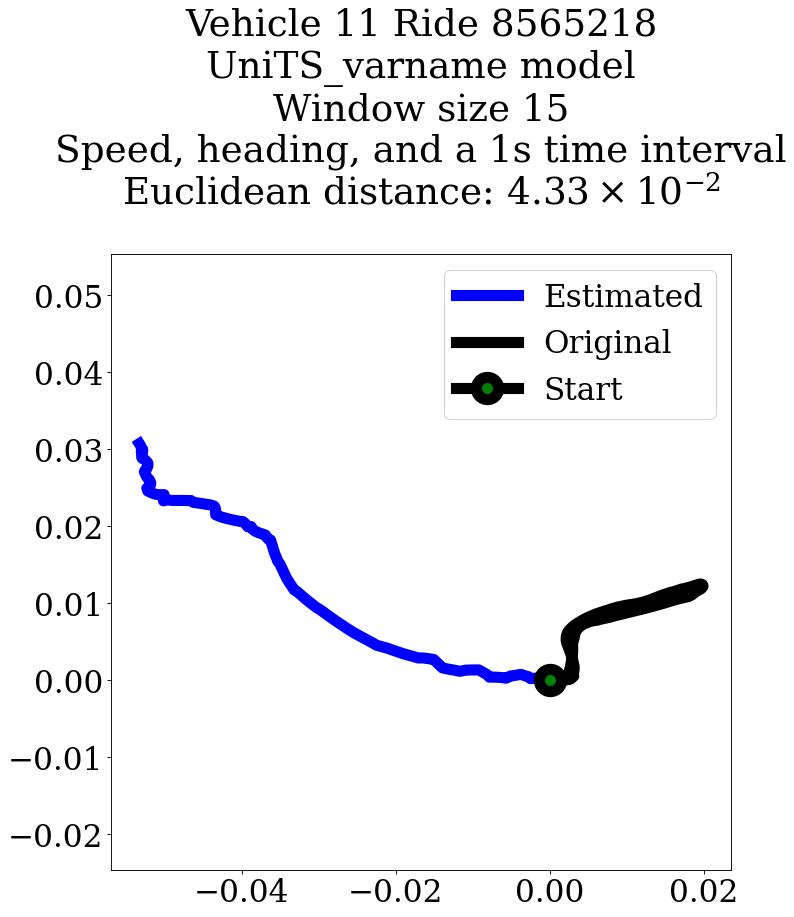 Vehicle 11 Ride 8565218
UniTS_varname model
Window size 15
Speed, heading, and a 1s time interval
Euclidean distance: 4.33 × 10⁻²
Estimated
Original
Start
0.05
0.04
0.03
0.02
0.01
0.00
−0.01
−0.02
−0.04 −0.02 0.00 0.02